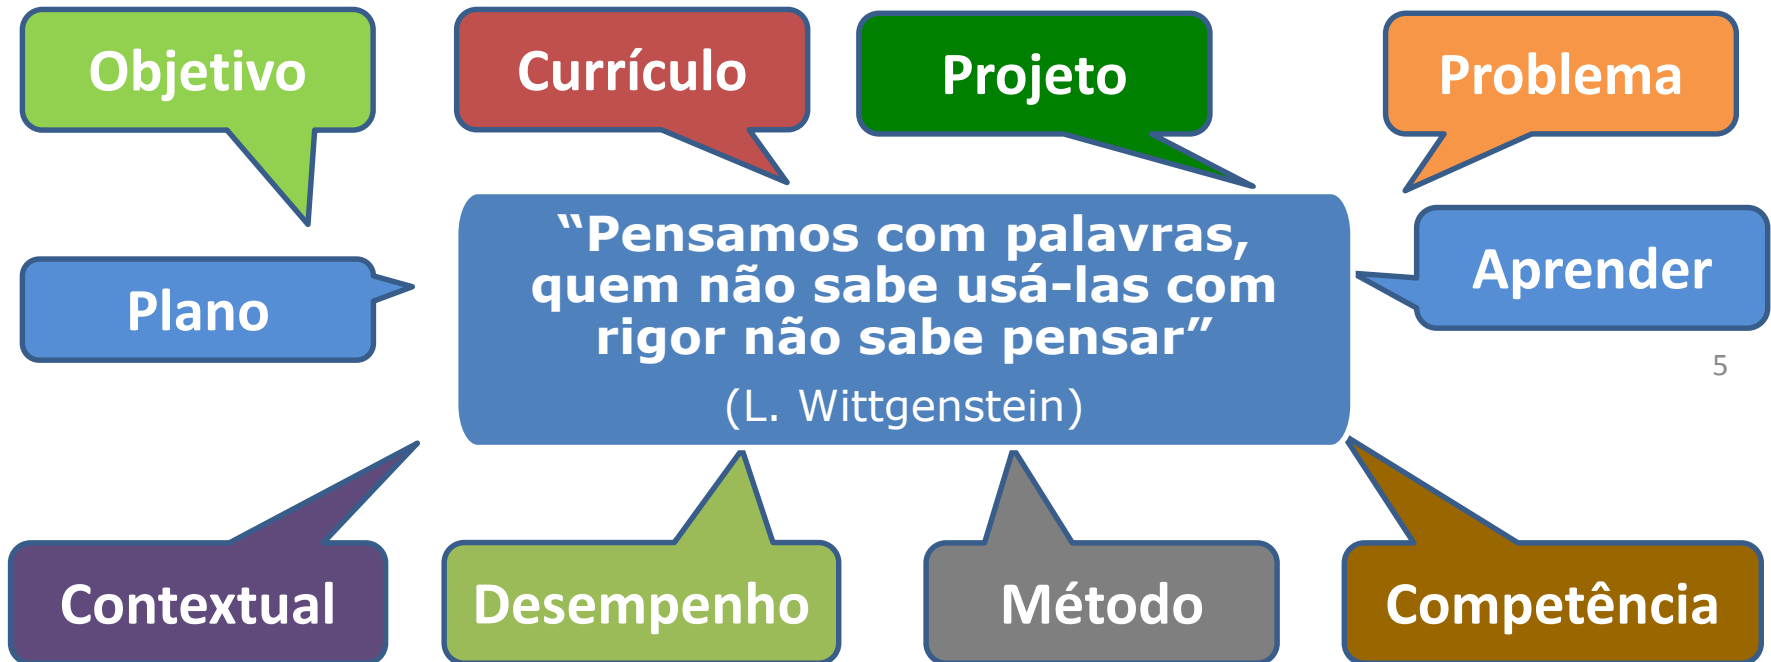 Objetivo
Currículo
Projeto
Problema
“Pensamos com palavras,
quem não sabe usá-las com
rigor não sabe pensar”
(L. Wittgenstein)
Plano
Aprender
5
Contextual
Desempenho
Método
Competência